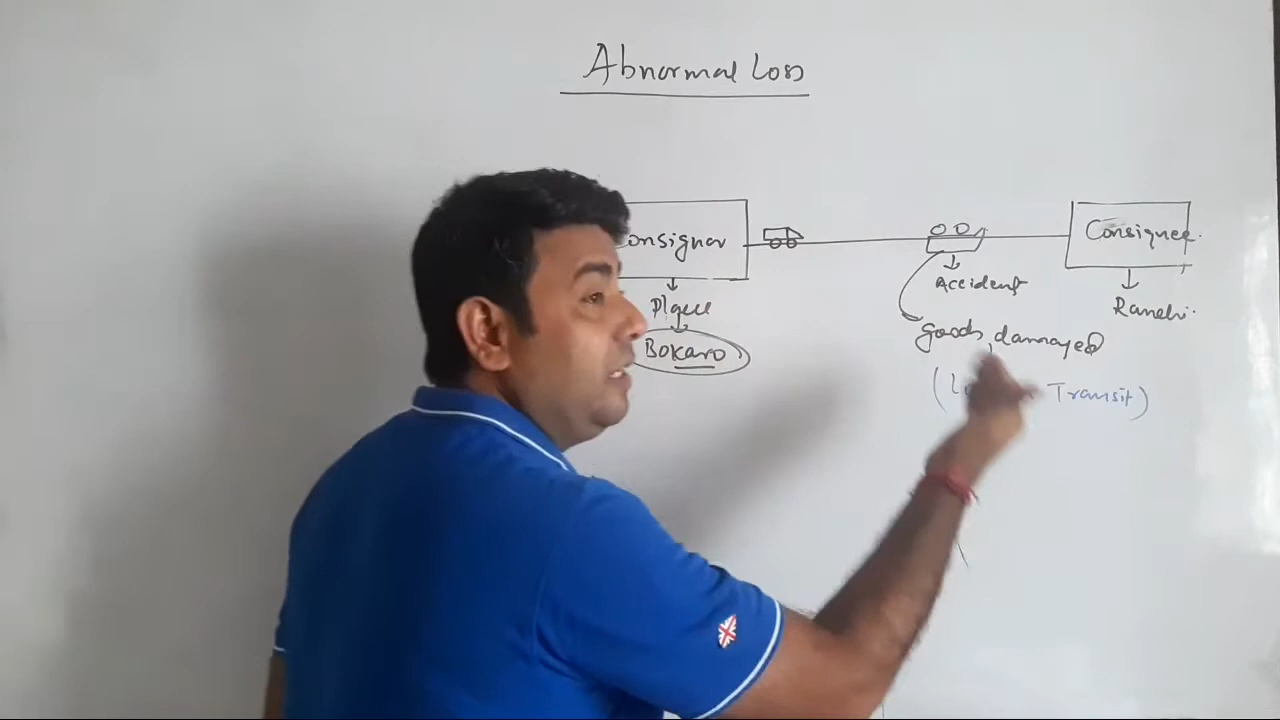 Abnormal Loss
onsignor
Consignee.
Place
Accident
Ranchi.
goods damaged
Bokaro
Transit)